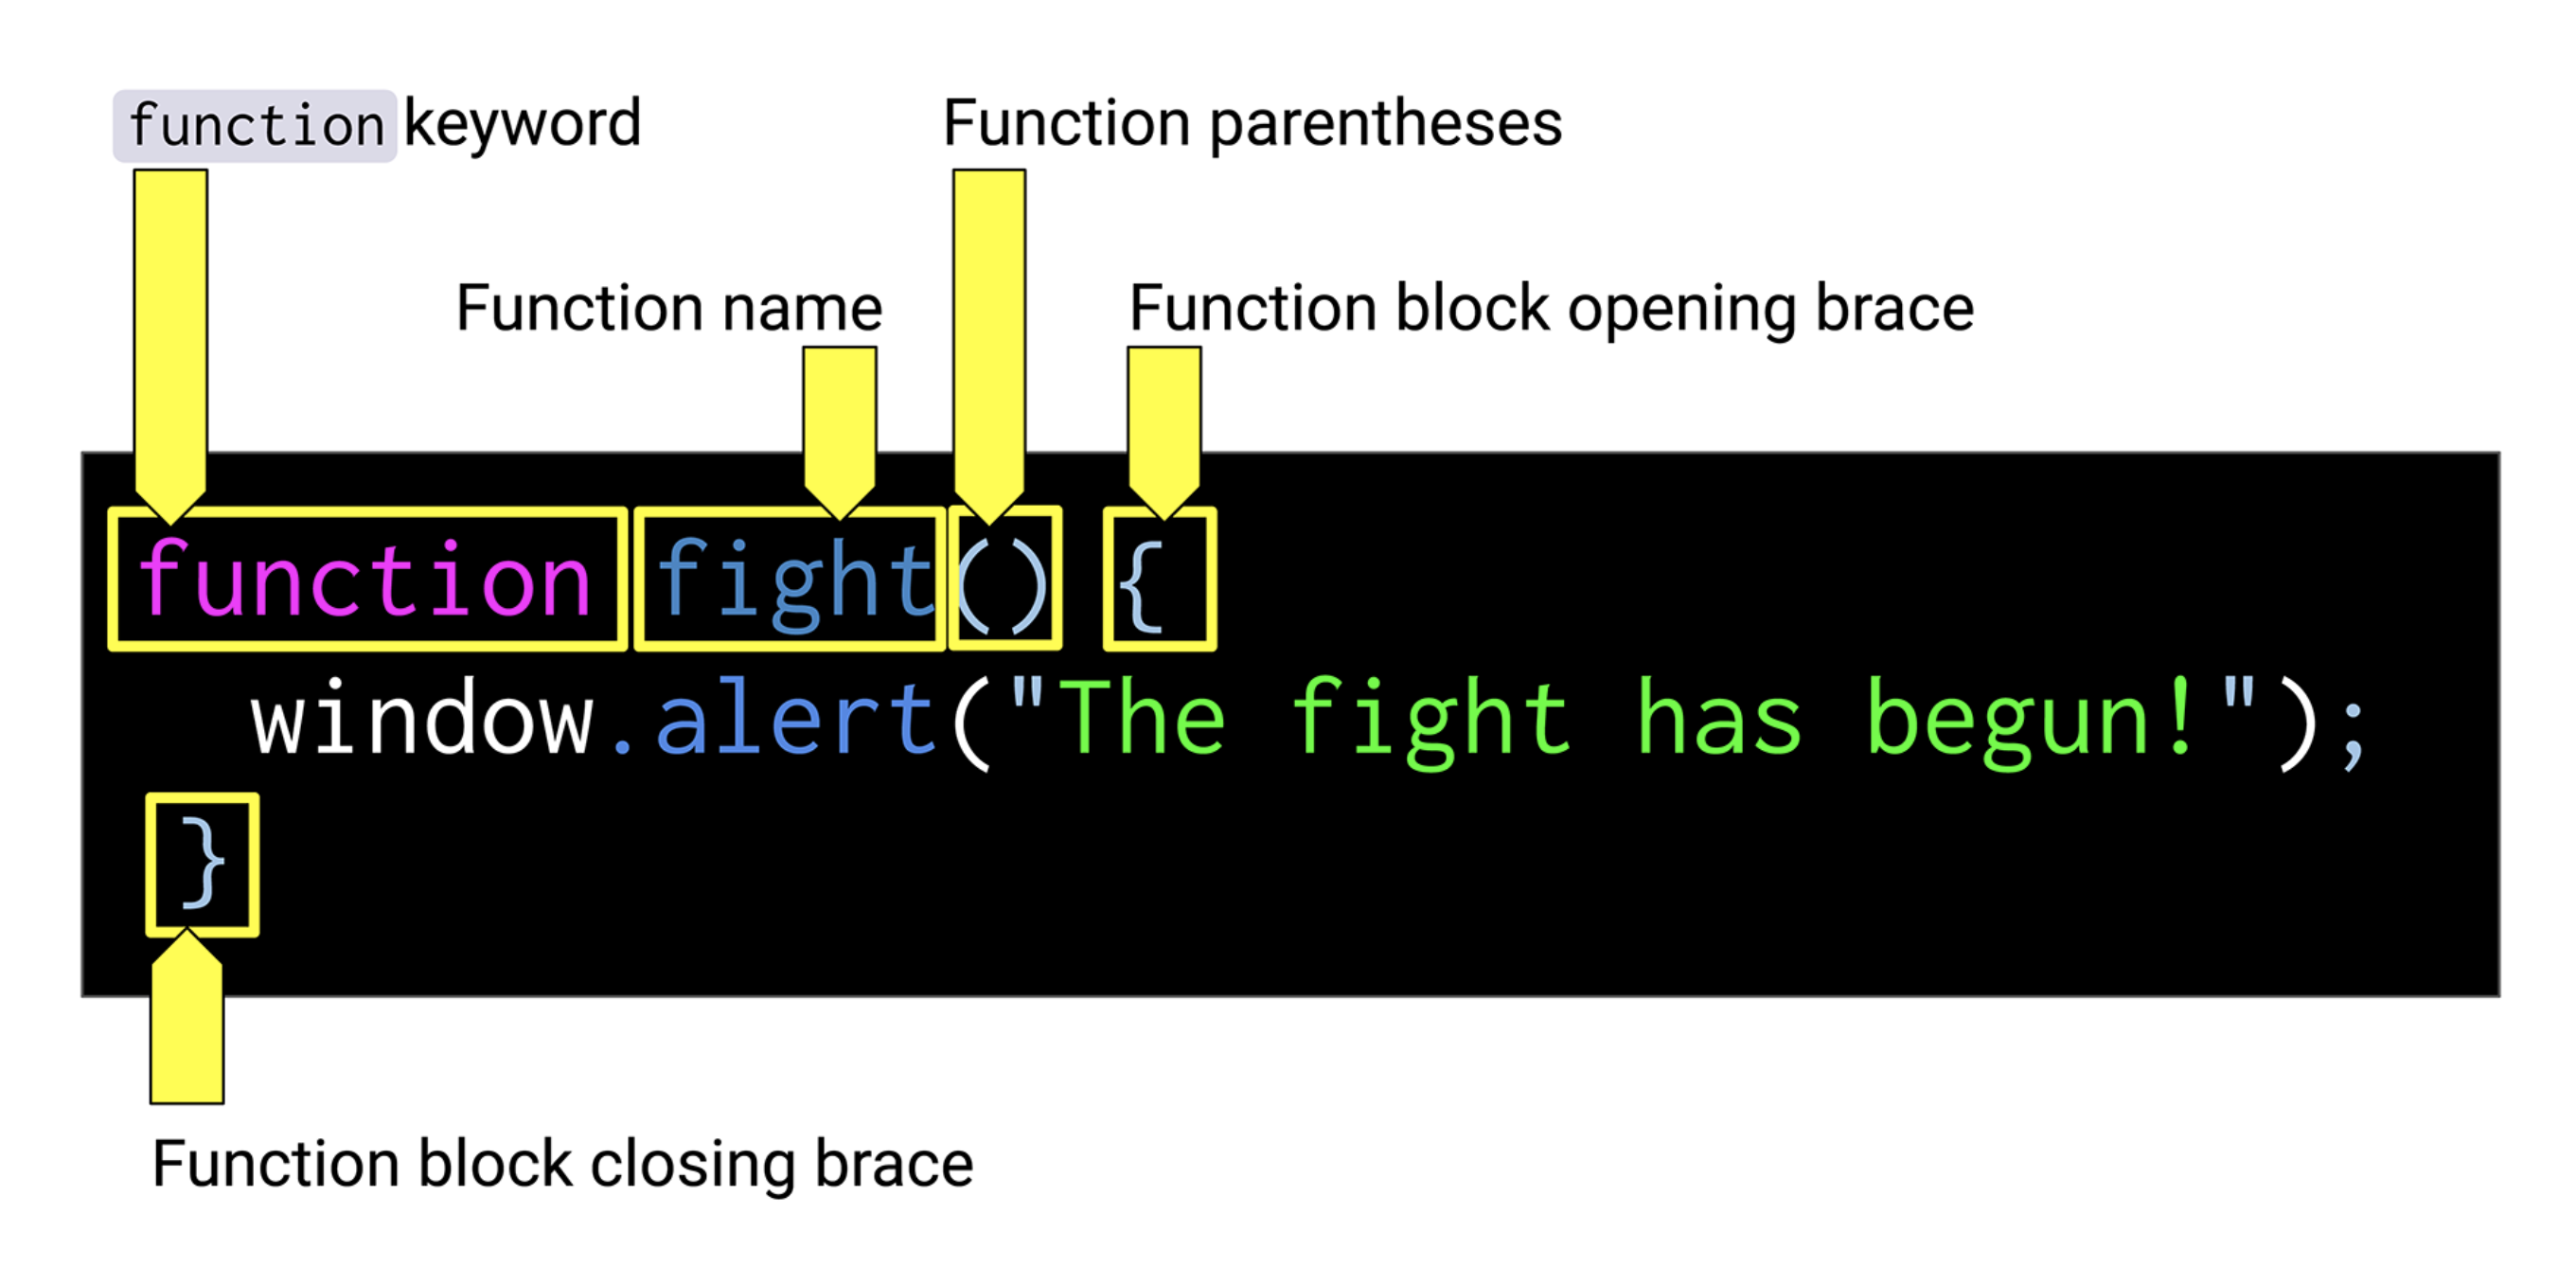 function keyword
Function parentheses
Function name
Function block opening brace
function fight() {
window.alert("The fight has begun!");
}
Function block closing brace